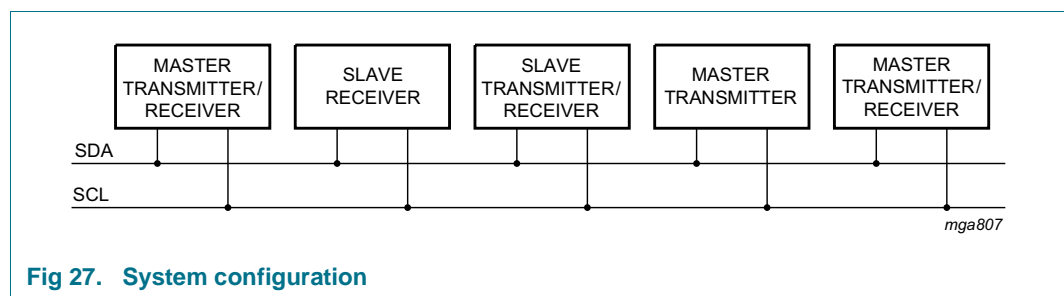 MASTER
TRANSMITTER/
RECEIVER
SLAVE
RECEIVER
SLAVE
TRANSMITTER/
RECEIVER
MASTER
TRANSMITTER
MASTER
TRANSMITTER/
RECEIVER
SDA
SCL
mga807
Fig 27. System configuration